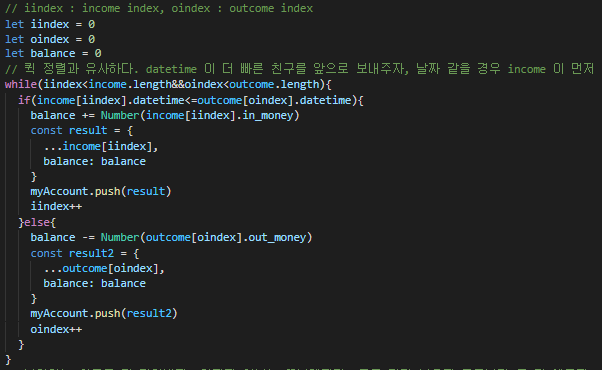 // iindex : income index, oindex : outcome index
let iindex = 0
let oindex = 0
let balance = 0
// 퀵 정렬과 유사하다. datetime 이 더 빠른 친구를 앞으로 보내주자, 날짜 같을 경우 income 이 먼저
while(iindex<income.length&&oindex<outcome.length){
  if(income[iindex].datetime<=outcome[oindex].datetime){
    balance += Number(income[iindex].in_money)
    const result = {
      ...income[iindex],
      balance: balance
    }
    myAccount.push(result)
    iindex++
  }else{
    balance -= Number(outcome[oindex].out_money)
    const result2 = {
      ...outcome[oindex],
      balance: balance
    }
    myAccount.push(result2)
    oindex++
  }
}